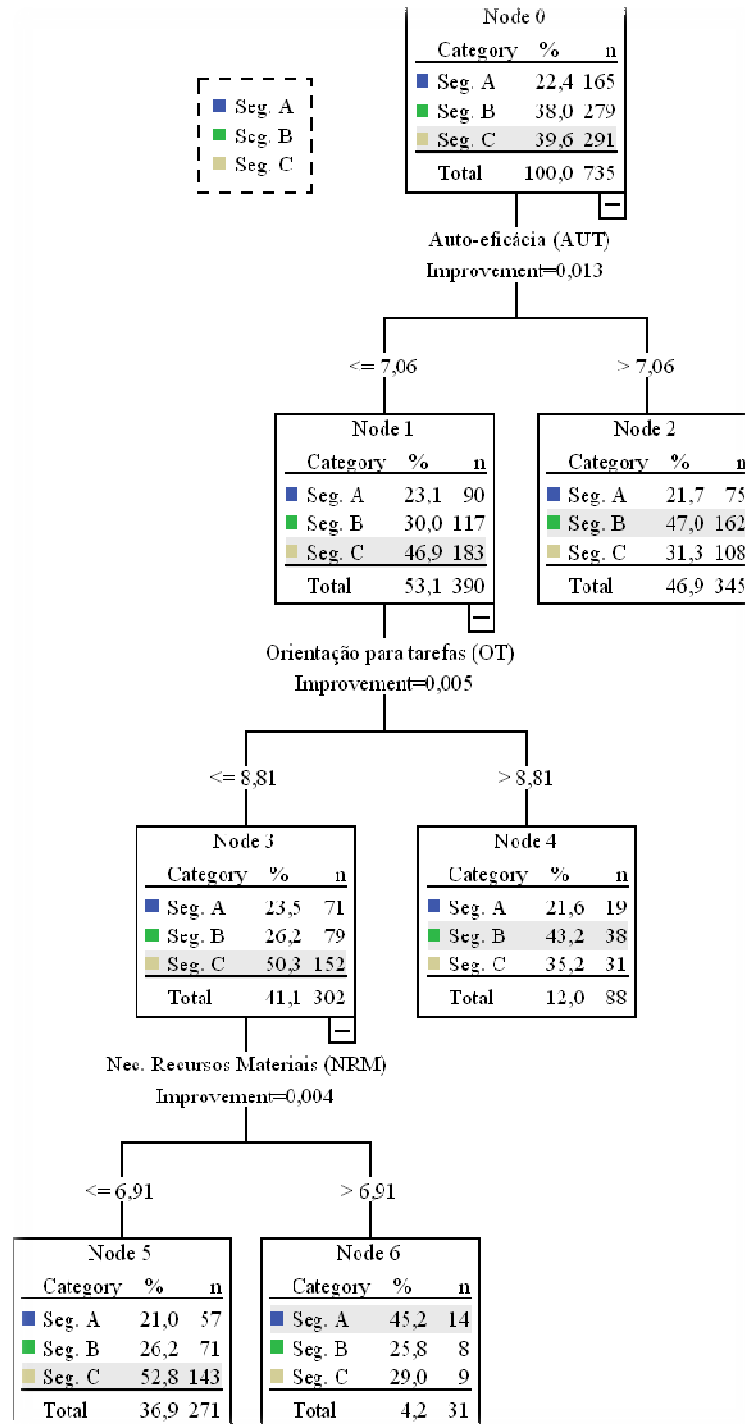 Node 0
Category % n
Seg. A 22,4 165
Seg. B 38,0 279
Seg. C 39,6 291
Total 100,0 735
Seg. A
Seg. B
Seg. C
Auto-eficácia (AUT)
Improvement=0,013
<= 7,06
> 7,06
Node 1
Category % n
Seg. A 23,1 90
Seg. B 30,0 117
Seg. C 46,9 183
Total 53,1 390
Node 2
Category % n
Seg. A 21,7 75
Seg. B 47,0 162
Seg. C 31,3 108
Total 46,9 345
Orientação para tarefas (OT)
Improvement=0,005
<= 8,81
> 8,81
Node 3
Category % n
Seg. A 23,5 71
Seg. B 26,2 79
Seg. C 50,3 152
Total 41,1 302
Node 4
Category % n
Seg. A 21,6 19
Seg. B 43,2 38
Seg. C 35,2 31
Total 12,0 88
Nec. Recursos Materiais (NRM)
Improvement=0,004
<= 6,91
> 6,91
Node 5
Category % n
Seg. A 21,0 57
Seg. B 26,2 71
Seg. C 52,8 143
Total 36,9 271
Node 6
Category % n
Seg. A 45,2 14
Seg. B 25,8 8
Seg. C 29,0 9
Total 4,2 31